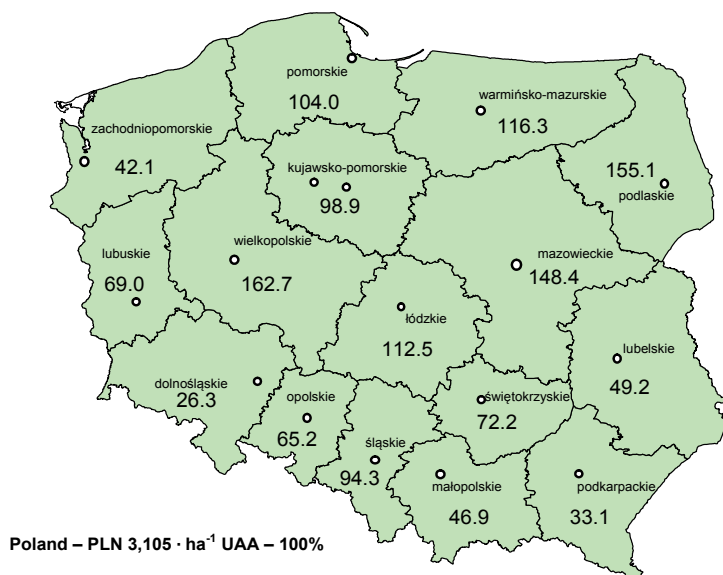 pomorskie
104.0
warmińsko-mazurskie
116.3
zachodniopomorskie
42.1
kujawsko-pomorskie
98.9
155.1
podlaskie
lubuskie
69.0
wielkopolskie
162.7
mazowieckie
148.4
łódzkie
112.5
lubelskie
49.2
dolnośląskie
26.3
opolskie
65.2
świętokrzyskie
72.2
śląskie
94.3
małopolskie
46.9
podkarpackie
33.1
Poland – PLN 3,105 · ha⁻¹ UAA – 100%